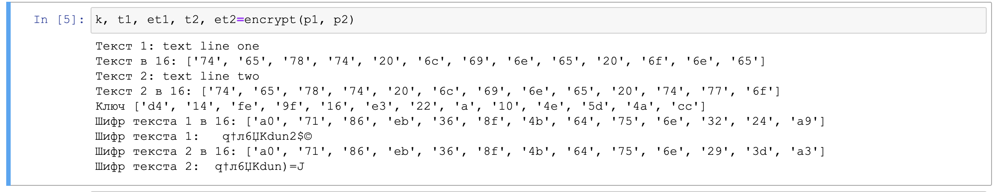 In [5]: k, t1, et1, t2, et2=encrypt(p1, p2)
Текст 1: text line one
Текст в 16: ['74', '65', '78', '74', '20', '6c', '69', '6e', '65', '20', '6f', '6e', '65']
Текст 2: text line two
Текст 2 в 16: ['74', '65', '78', '74', '20', '6c', '69', '6e', '65', '20', '74', '77', '6f']
Ключ ['d4', '14', 'fe', '9f', '16', 'e3', '22', 'a', '10', '4e', '5d', '4a', 'cc']
Шифр текста 1 в 16: ['a0', '71', '86', 'eb', '36', '8f', '4b', '64', '75', '6e', '32', '24', 'a9']
Шифр текста 1:   q†л6ЏKdun2$©
Шифр текста 2 в 16: ['a0', '71', '86', 'eb', '36', '8f', '4b', '64', '75', '6e', '29', '3d', 'a3']
Шифр текста 2:  q†л6ЏKdun)=Ј